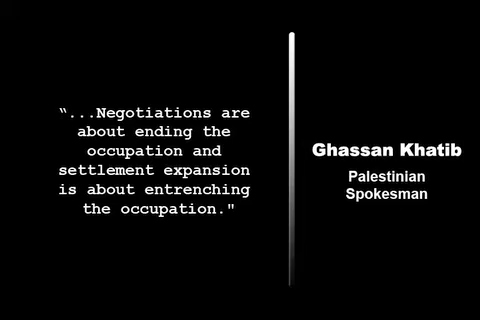 “...Negotiations are
about ending the
occupation and
settlement expansion
is about entrenching
the occupation."
Ghassan Khatib
Palestinian
Spokesman